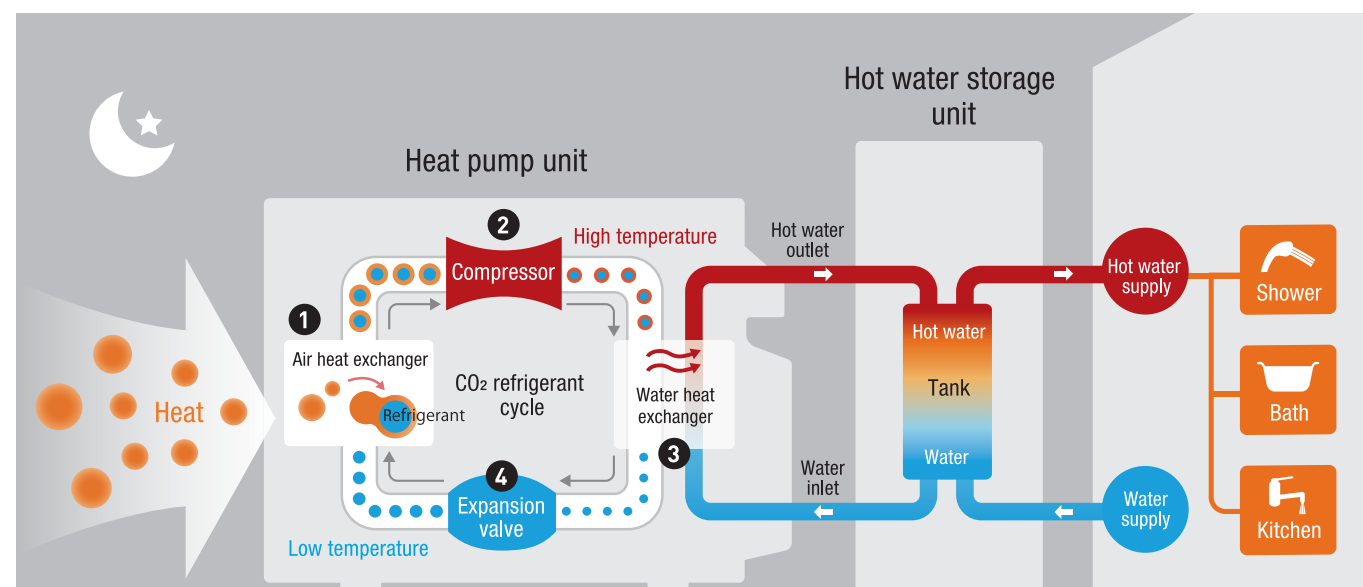 Hot water storage
unit
Heat pump unit
2
High temperature
Compressor
Hot water
outlet
Hot water
supply
Shower
1
Air heat exchanger
Heat
Refrigerant
CO2 refrigerant
cycle
Water heat
exchanger
3
Hot water
Tank
Water
Bath
4
Expansion
valve
Low temperature
Water
inlet
Water
supply
Kitchen